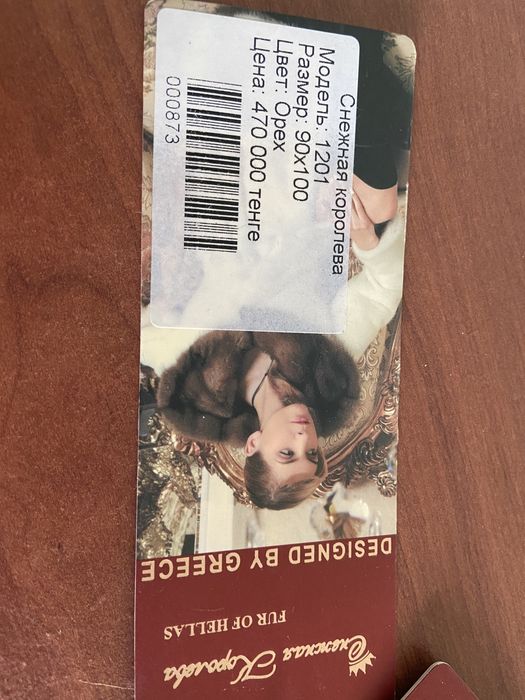 Снежная королева
Модель: 1201
Размер: 90х100
Цвет: Орех
Цена: 470 000 тенге
000873
DESIGNED BY GREECE
FUR OF HELLAS
Снежная Королева